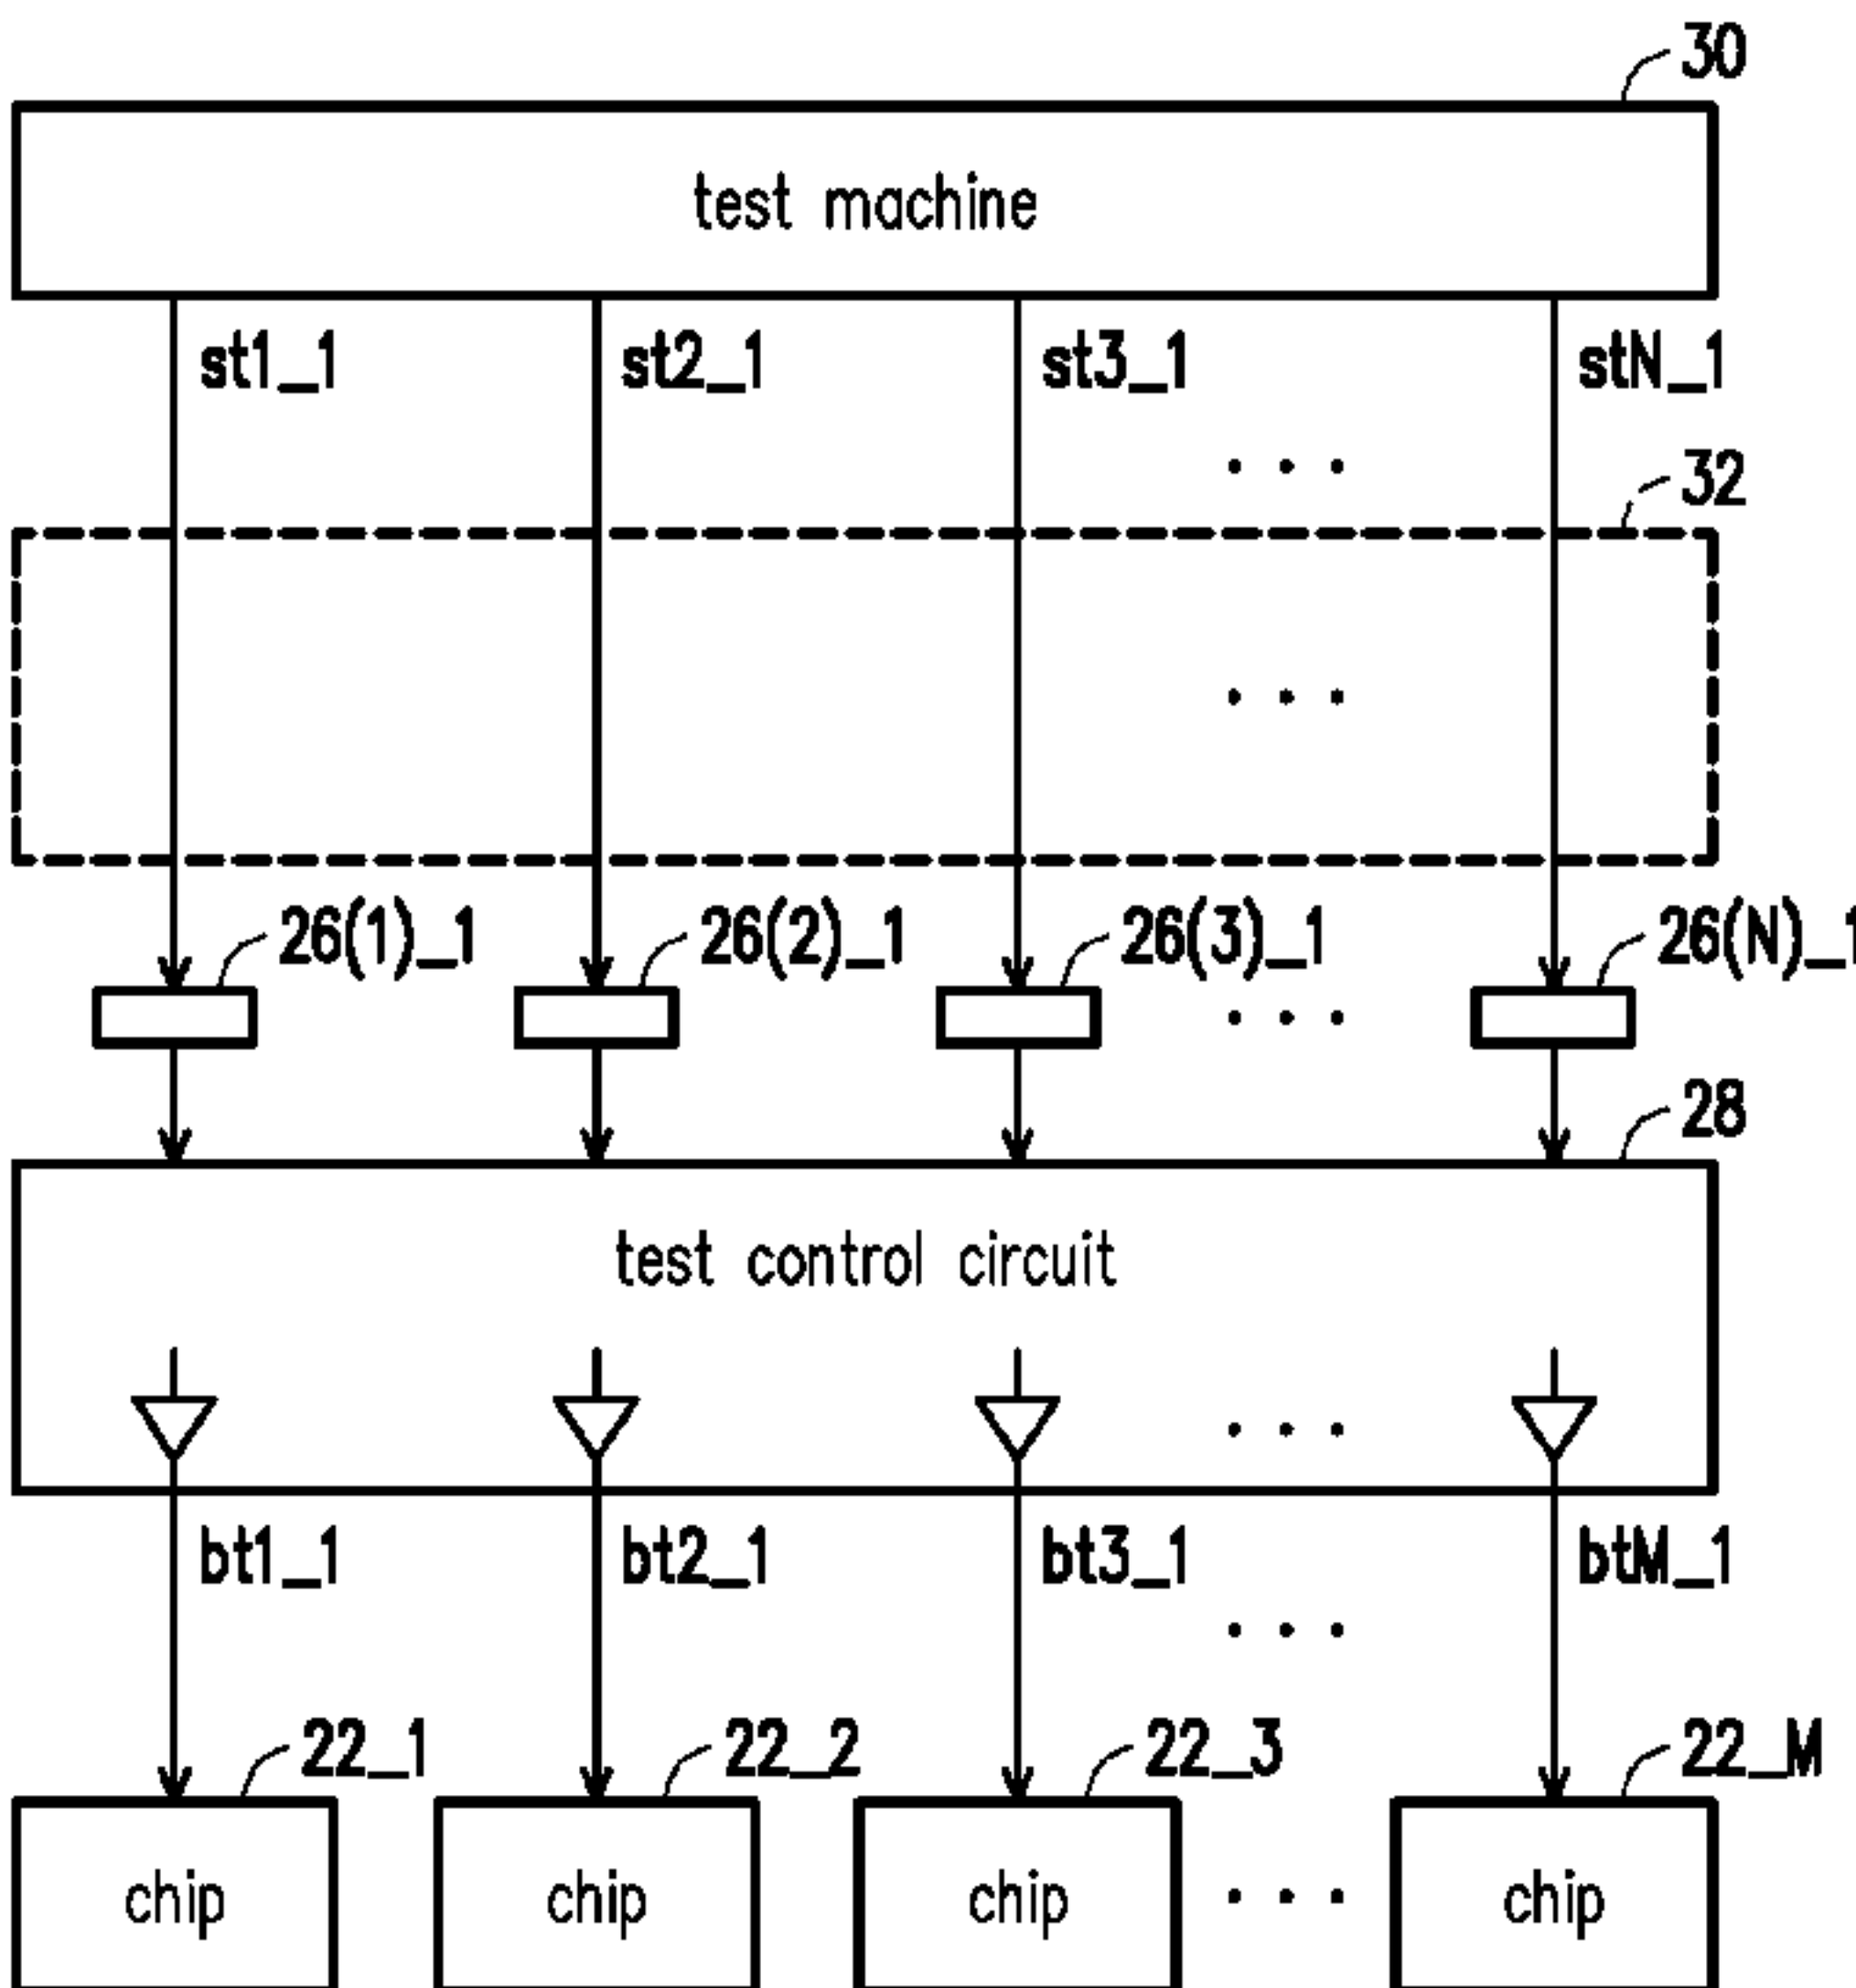 30
test machine
st1_1 st2_1 st3_1 stN_1
. . .
32
. . .
26(1)_1 26(2)_1 26(3)_1 26(N)_1
. . .
28
test control circuit
. . .
bt1_1 bt2_1 bt3_1 btM_1
. . .
22_1 22_2 22_3 22_M
chip chip chip . . . chip